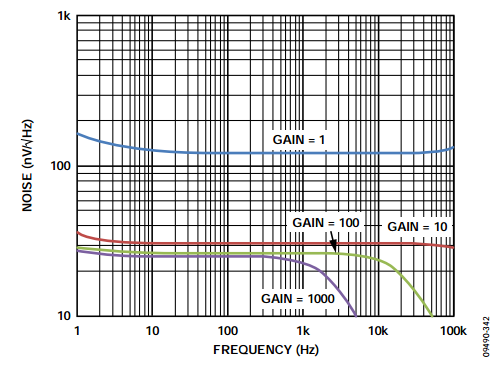 1k
GAIN = 1
100
NOISE (nV/√Hz)
GAIN = 100
GAIN = 10
GAIN = 1000
10
1
10
100
1k
10k
100k
FREQUENCY (Hz)
09490-342